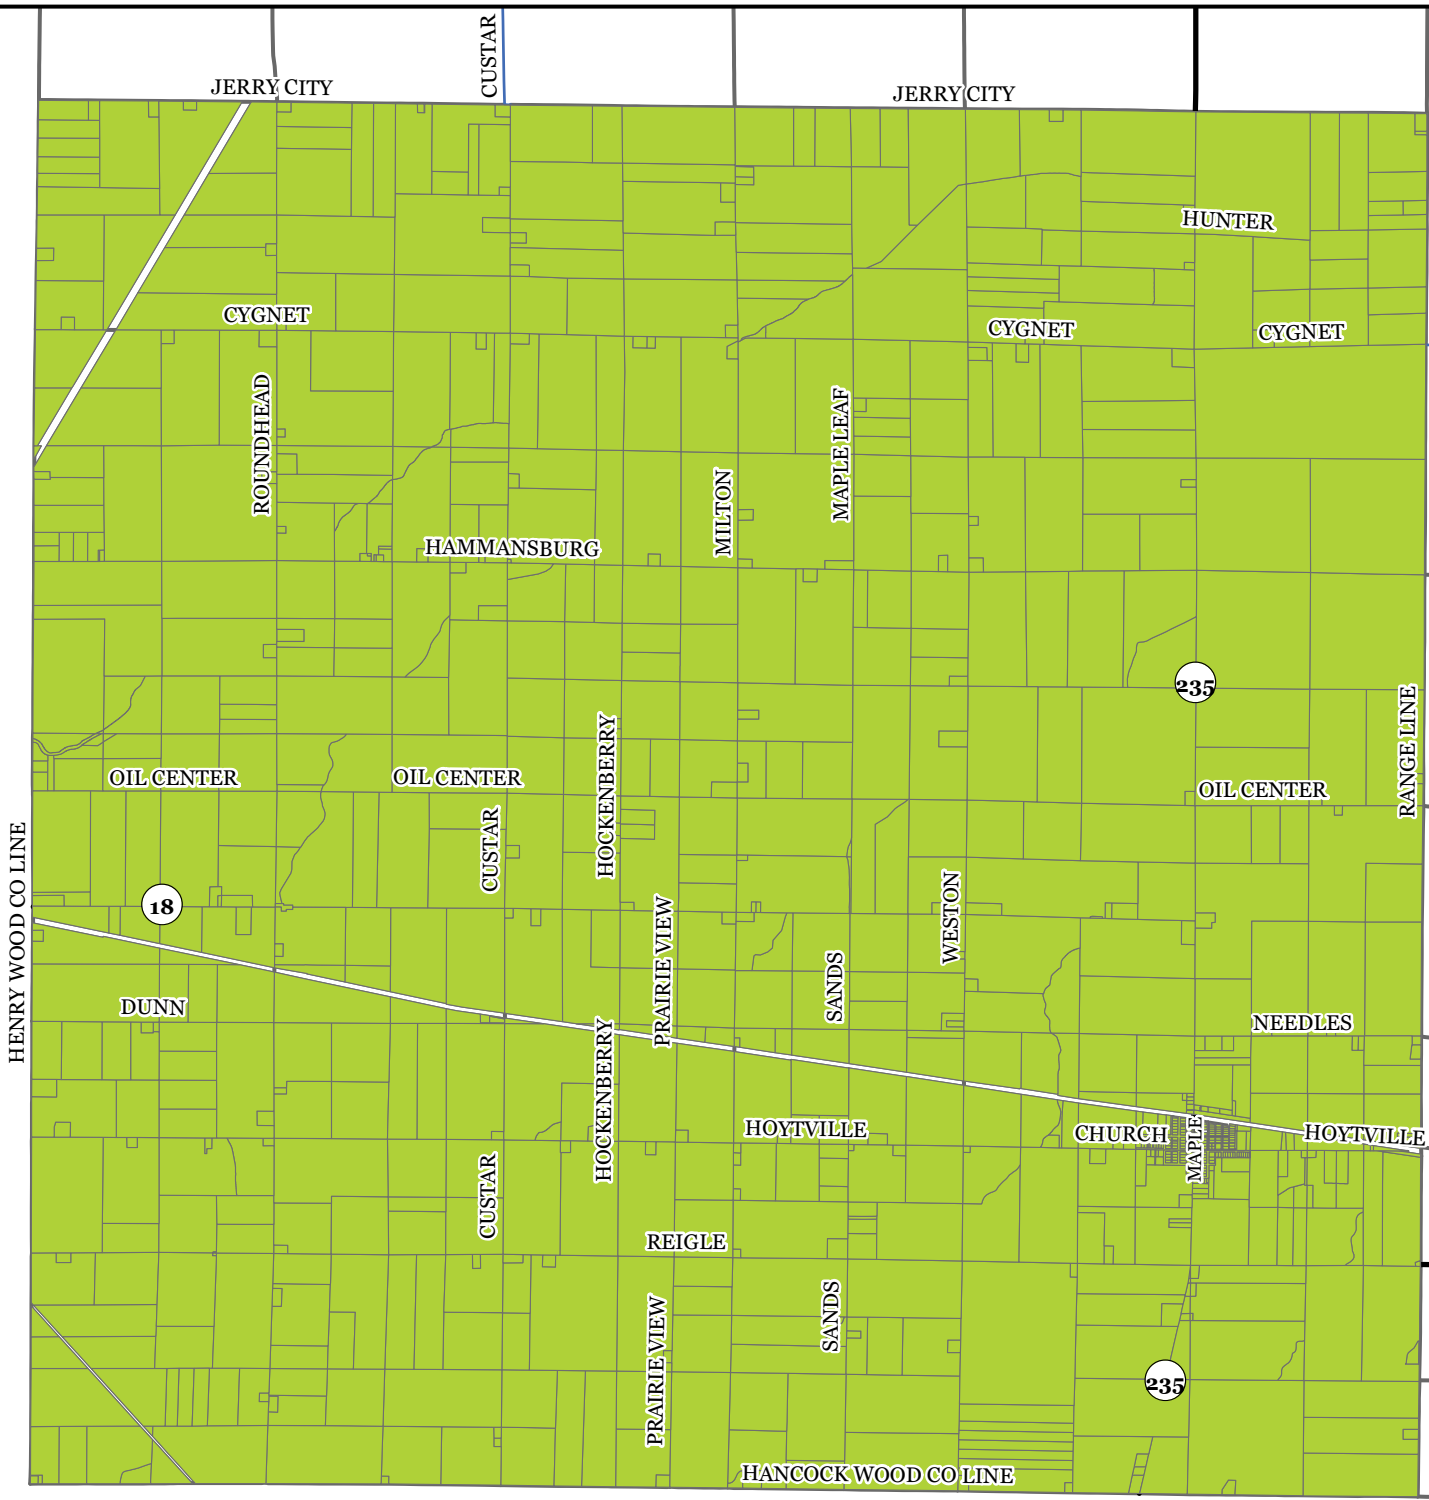 CUSTAR
JERRY CITY
JERRY CITY
HUNTER
CYGNET
CYGNET
CYGNET
ROUNDHEAD
MAPLE LEAF
MILTON
HAMMANSBURG
235
RANGE LINE
HOCKENBERRY
OIL CENTER
OIL CENTER
OIL CENTER
CUSTAR
HENRY WOOD CO LINE
18
WESTON
PRAIRIE VIEW
SANDS
DUNN
NEEDLES
HOCKENBERRY
HOYTVILLE
CHURCH
MAPLE
HOYTVILLE
CUSTAR
REIGLE
SANDS
PRAIRIE VIEW
235
HANCOCK WOOD CO LINE